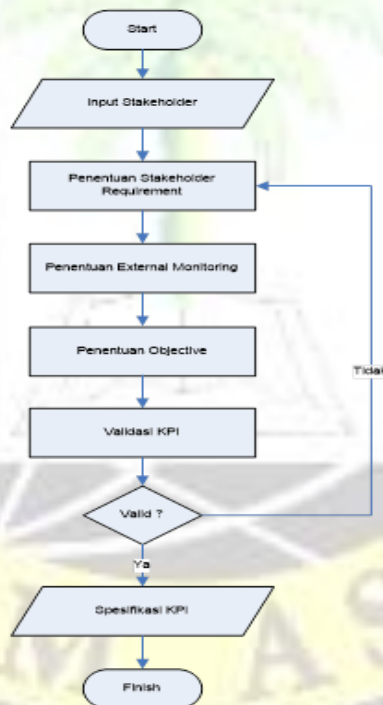 Start
Input Stakeholder
Penentuan Stakeholder
Requirement
Penentuan External Monitoring
Penentuan Objective
Tidak
Validasi KPI
Valid ?
Ya
Spesifikasi KPI
Finish
M A S